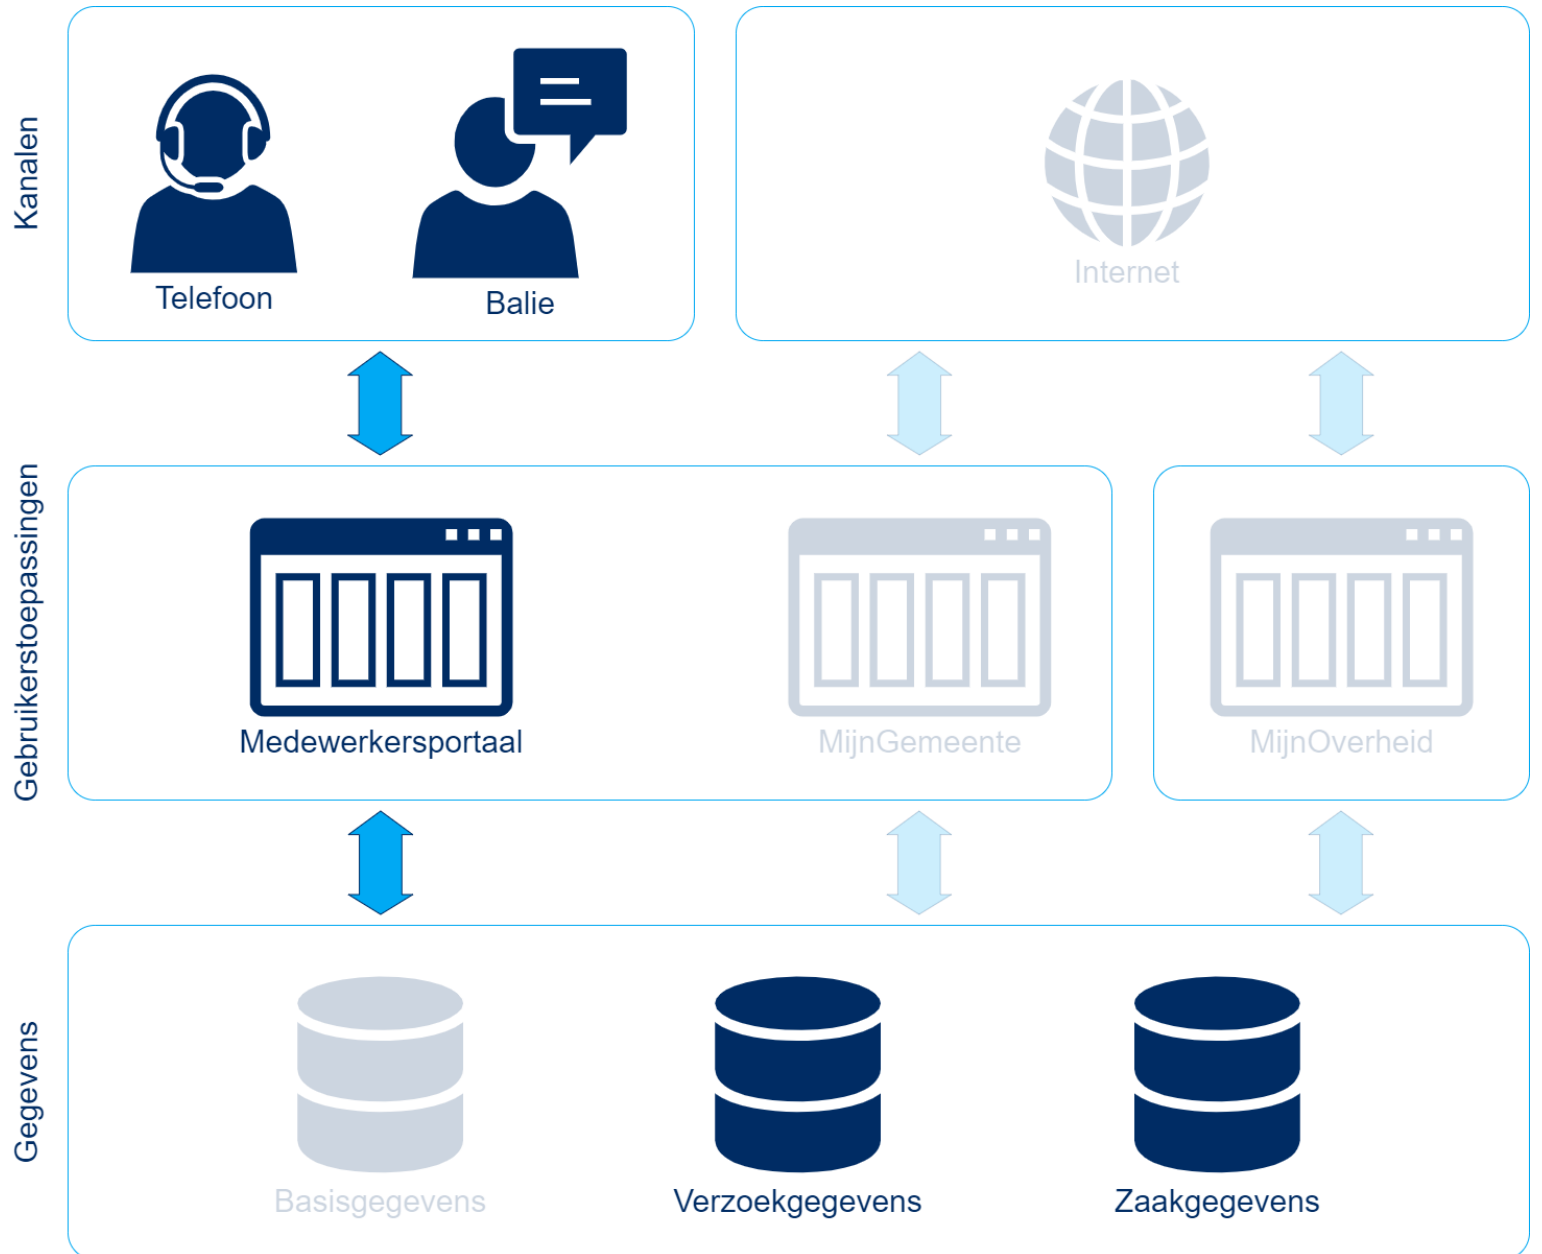 Kanalen
Telefoon
Balie
Internet
Gebruikerstoepassingen
Medewerkersportaal
MijnGemeente
MijnOverheid
Gegevens
Basisgegevens
Verzoekgegevens
Zaakgegevens